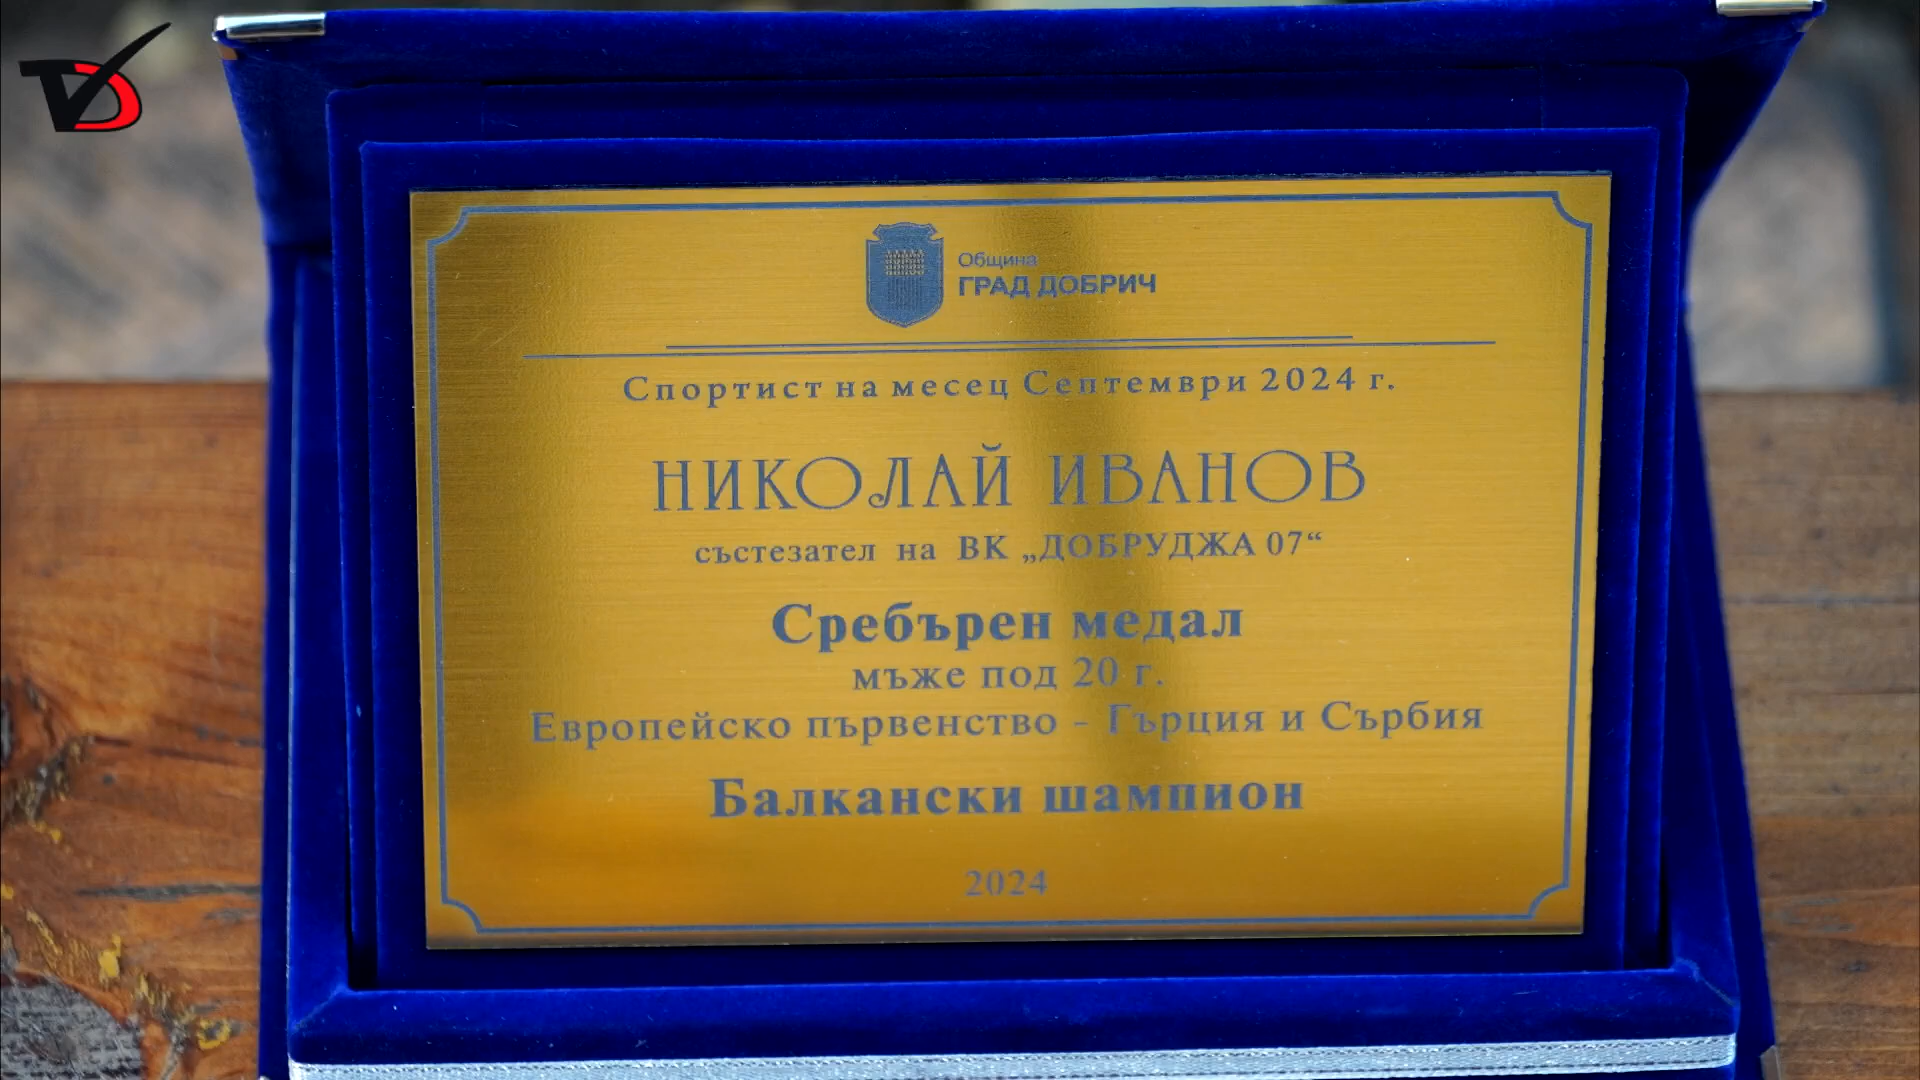 Община
ГРАД ДОБРИЧ
Спортист на месец Септември 2024 г.
НИКОЛАЙ ИВАНОВ
състезател на ВК „ДОБРУДЖА 07“
Сребърен медал
мъже под 20 г.
Европейско първенство - Гърция и Сърбия
Балкански шампион
2024